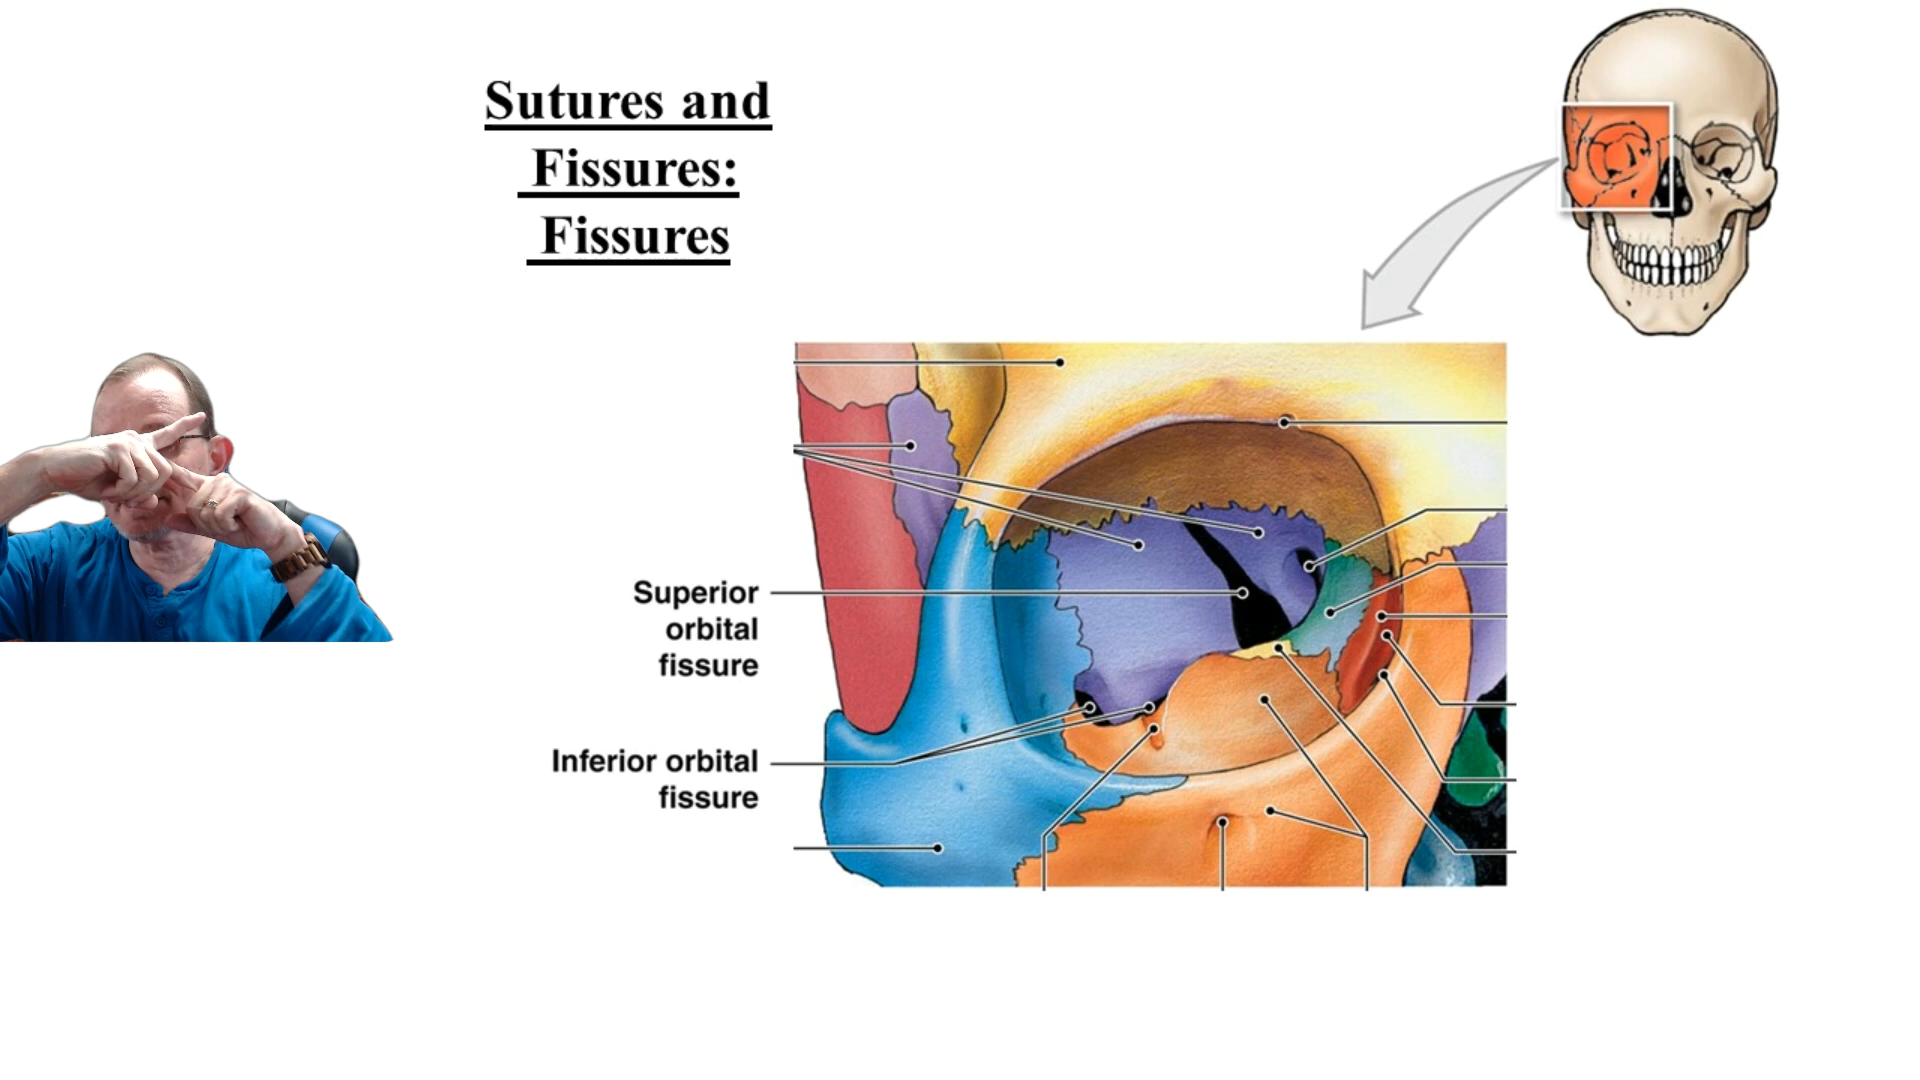 Sutures and
Fissures:
Fissures
Superior
orbital
fissure
Inferior orbital
fissure